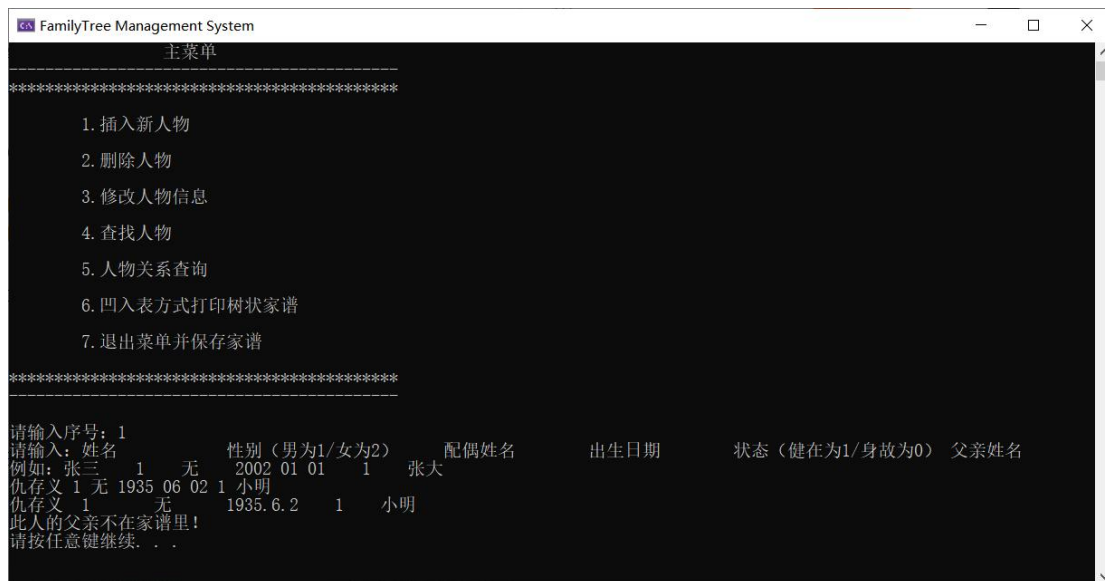 FamilyTree Management System
主菜单
-------------------------------------------
*******************************************
1.插入新人物
2.删除人物
3.修改人物信息
4.查找人物
5.人物关系查询
6.凹入表方式打印树状家谱
7.退出菜单并保存家谱
*******************************************
-------------------------------------------
请输入序号：1
请输入：姓名 性别（男为1/女为2） 配偶姓名 出生日期 状态（健在为1/身故为0） 父亲姓名
例如：张三 1 无 2002 01 01 1 张大
仇存义 1 无 1935 06 02 1 小明
仇存义 1 无 1935.6.2 1 小明
此人的父亲不在家谱里！
请按任意键继续. . .